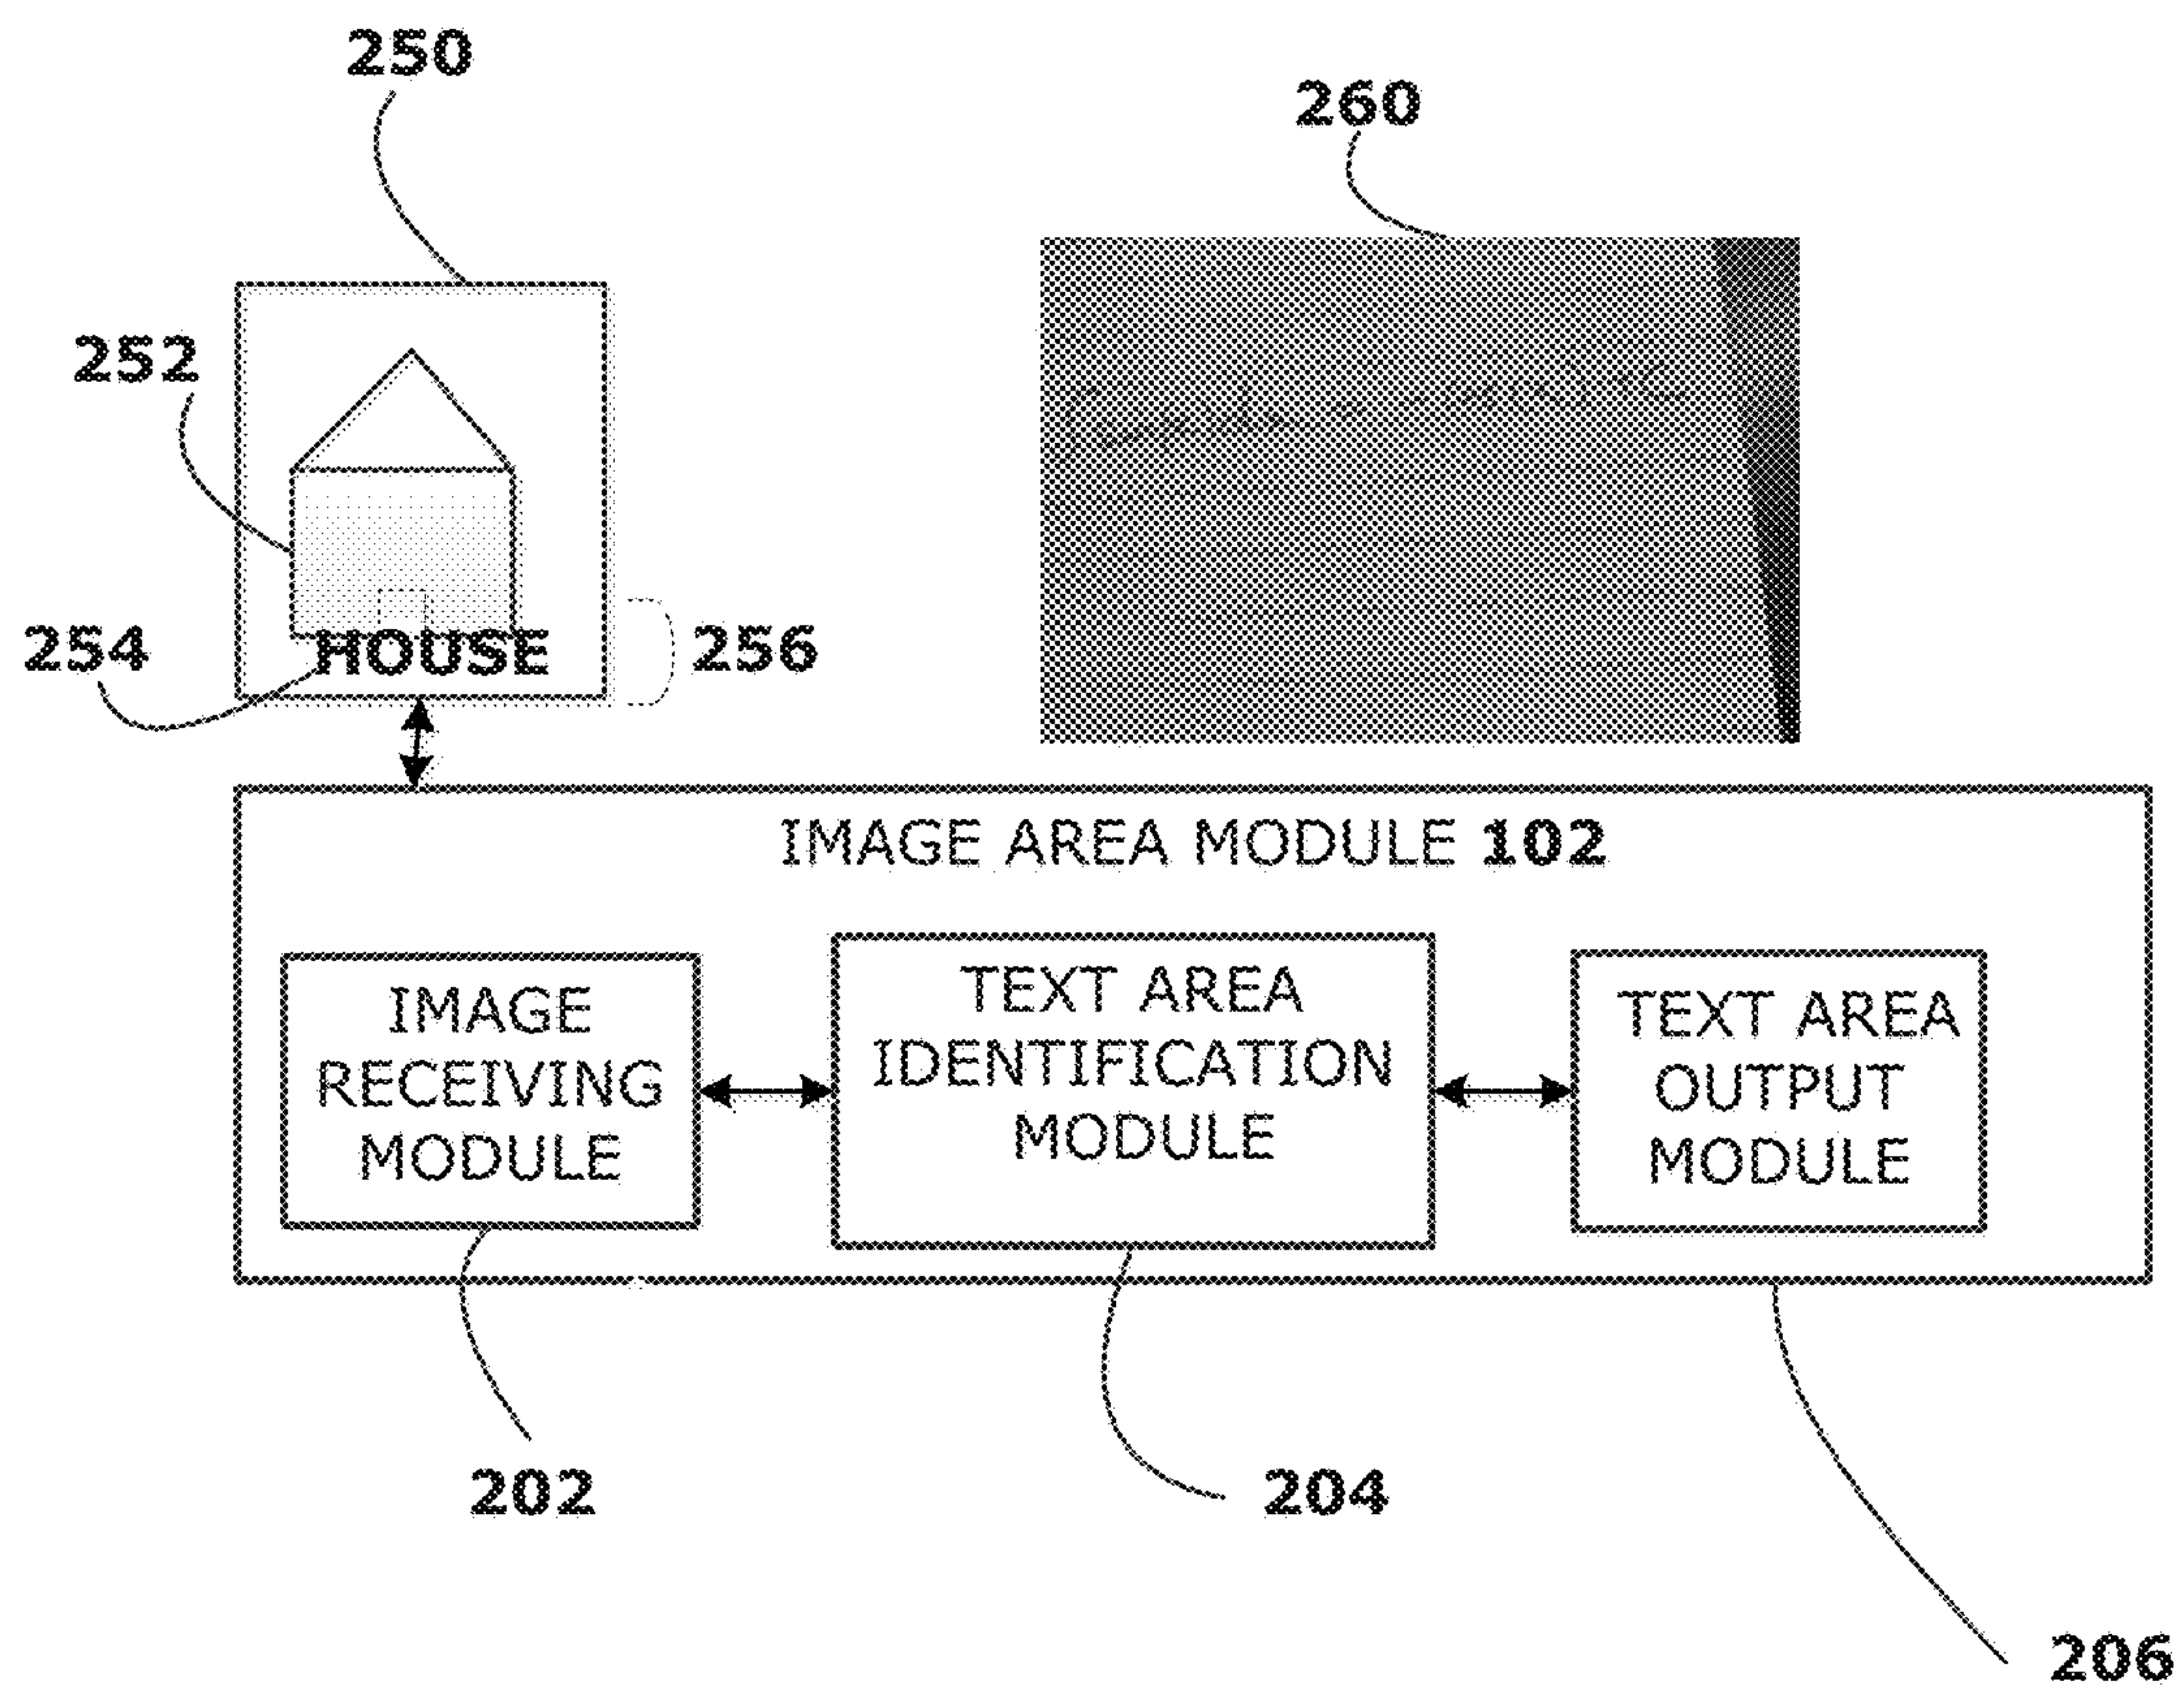 250
260
252
254
HOUSE
256
IMAGE AREA MODULE 102
IMAGE
RECEIVING
MODULE
TEXT AREA
IDENTIFICATION
MODULE
TEXT AREA
OUTPUT
MODULE
202
204
206